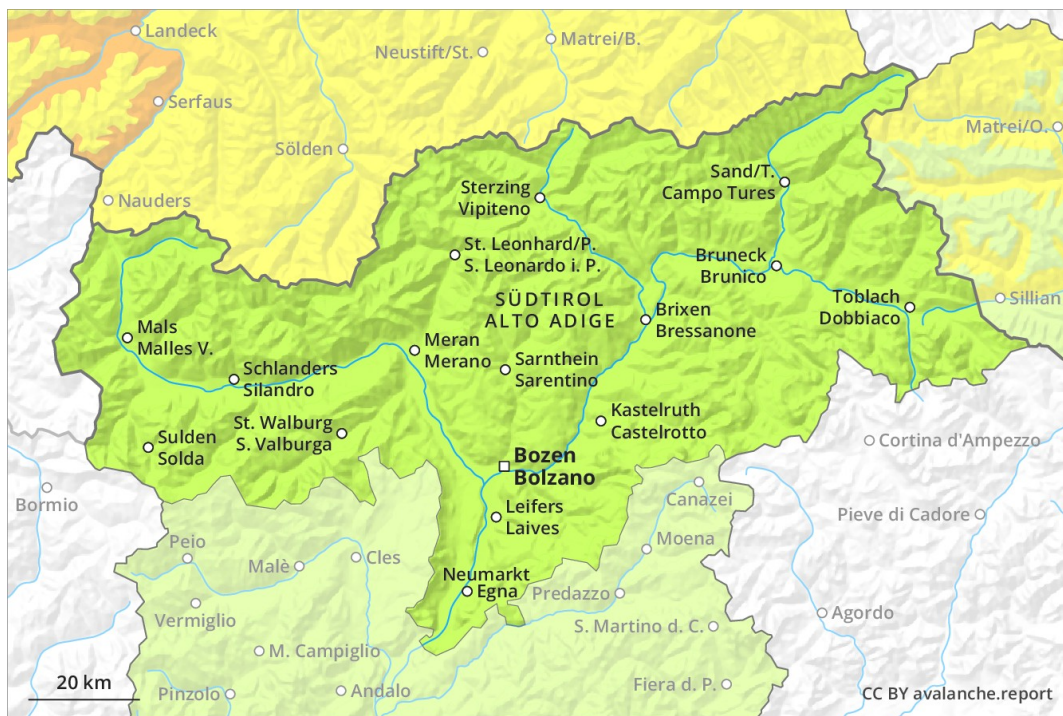 Landeck
Neustift/St.
Matrei/B.
Serfaus
Matrei/O.
Sölden
Sand/T.
Campo Tures
Sterzing
Vipiteno
Nauders
St. Leonhard/P.
S. Leonardo i. P.
Bruneck
Brunico
SÜDTIROL
ALTO ADIGE
Toblach
Dobbiaco
Sillian
Brixen
Bressanone
Mals
Malles V.
Meran
Merano
Sarnthein
Sarentino
Schlanders
Silandro
St. Walburg
S. Valburga
Kastelruth
Castelrotto
Sulden
Solda
Cortina d'Ampezzo
Bozen
Bolzano
Bormio
Canazei
Leifers
Laives
Pieve di Cadore
Peio
Cles
Malè
Moena
Neumarkt
Egna
Predazzo
Vermiglio
Agordo
S. Martino d. C.
M. Campiglio
20 km
Pinzolo
Andalo
Fiera d. P.
CC BY avalanche.report